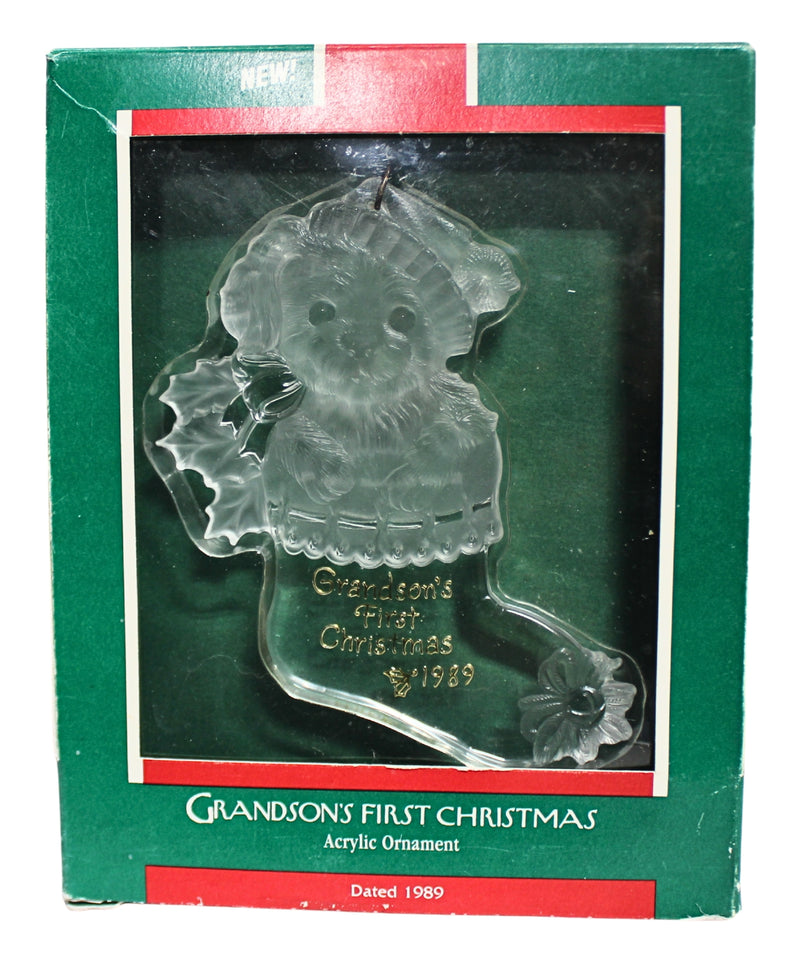 NEW!
Grandson's
First
Christmas
1989
GRANDSON'S FIRST CHRISTMAS
Acrylic Ornament
Dated 1989